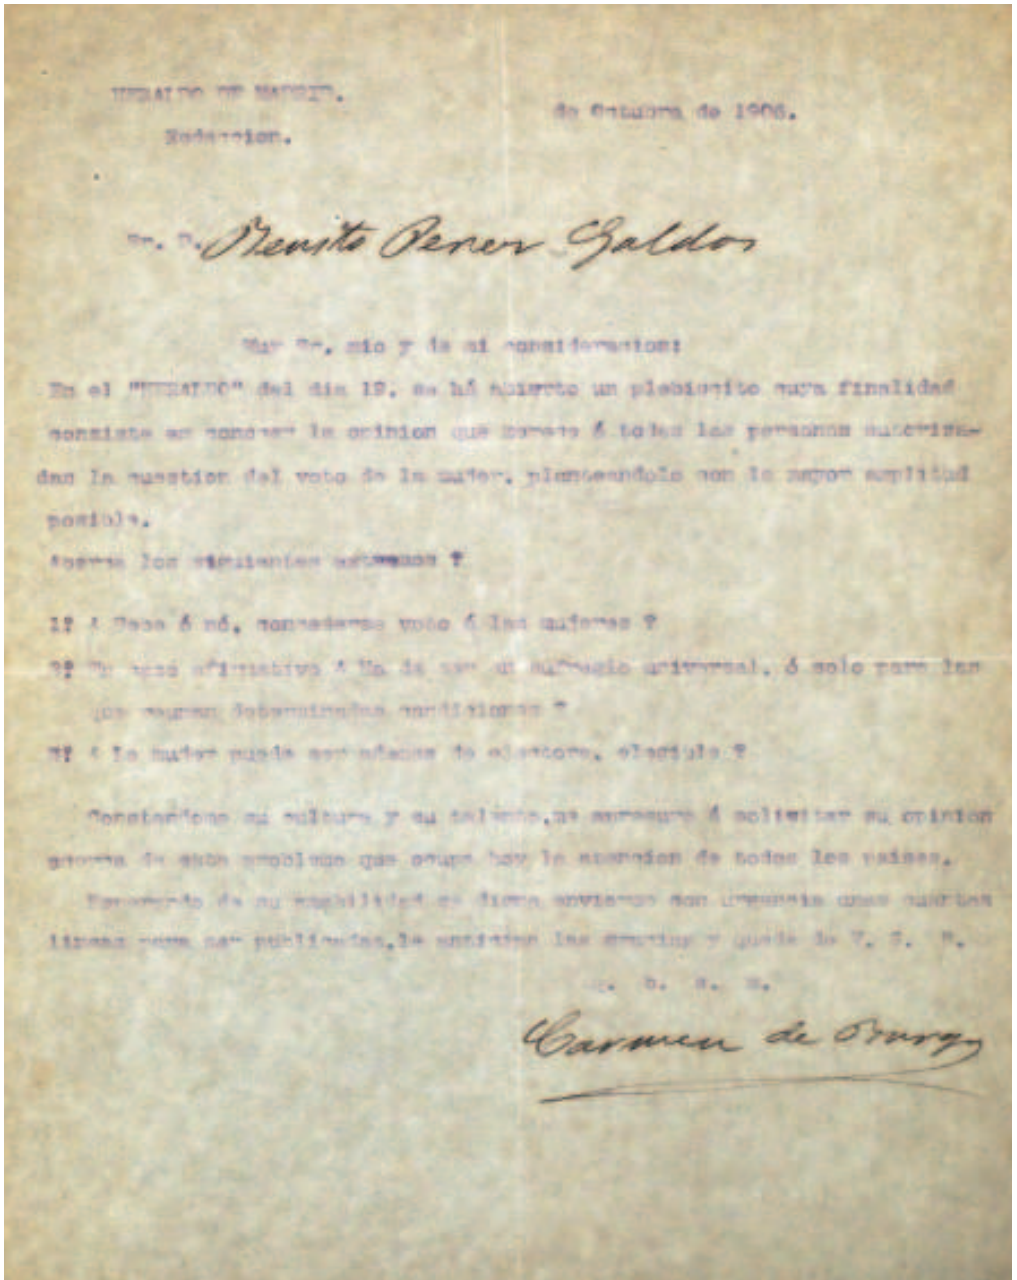 HERALDO DE MADRID.
de Octubre de 1906.
Redaccion.
Sr. D. Benito Perez Galdos
Muy Sr. mio y de mi consideracion:
En el "HERALDO" del dia 19, se há abierto un plebiscito cuya finalidad
consiste en conocer la opinion que merece á todas las personas autoriza-
das la cuestion del voto de la mujer, planteandola con la mayor amplitud
posible.
Acerca los siguientes extremos ?
1º ¿ Debe ó nó, concederse voto á las mujeres ?
2º En caso afirmativo ¿ Ha de ser un sufragio universal, ó solo para las
que reunan determinadas condiciones ?
3º ¿ La mujer puede ser ademas de electora, elegible ?
Constandome su cultura y su talento, me apresuro á solicitar su opinion
acerca de este problema que ocupa hoy la atencion de todos los paises.
Esperando de su amabilidad se digne enviarme con urgencia unas cuantas
lineas para ser publicadas, le anticipa las gracias y queda de V. S. S.
q. b. s. m.
Carmen de Burgos